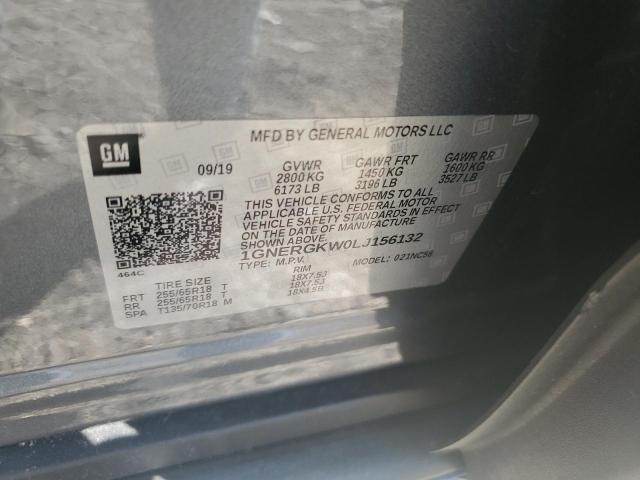 GM
MFD BY GENERAL MOTORS LLC
09/19
GVWR GAWR FRT GAWR RR
2800KG 1450 KG 1600 KG
6173 LB 3196 LB 3527 LB
THIS VEHICLE CONFORMS TO ALL
APPLICABLE U.S. FEDERAL MOTOR
VEHICLE SAFETY STANDARDS IN EFFECT
ON THE DATE OF MANUFACTURE
SHOWN ABOVE.
1GNERGKW0LJ156132
TYPE: M.P.V. MODEL: 021NC56
464C
TIRE SIZE RIM
FRT 255/65R18 T 18X7.5J
RR 255/65R18 T 18X7.5J
SPA T135/70R18 M 18X4.5B